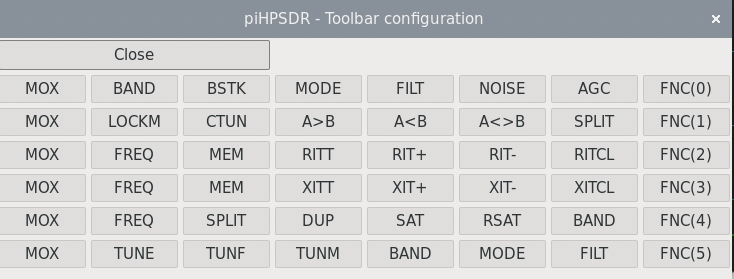 piHPSDR - Toolbar configuration ×
Close
MOX BAND BSTK MODE FILT NOISE AGC FNC(0)
MOX LOCKM CTUN A>B A<B A<>B SPLIT FNC(1)
MOX FREQ MEM RITT RIT+ RIT- RITCL FNC(2)
MOX FREQ MEM XITT XIT+ XIT- XITCL FNC(3)
MOX FREQ SPLIT DUP SAT RSAT BAND FNC(4)
MOX TUNE TUNF TUNM BAND MODE FILT FNC(5)